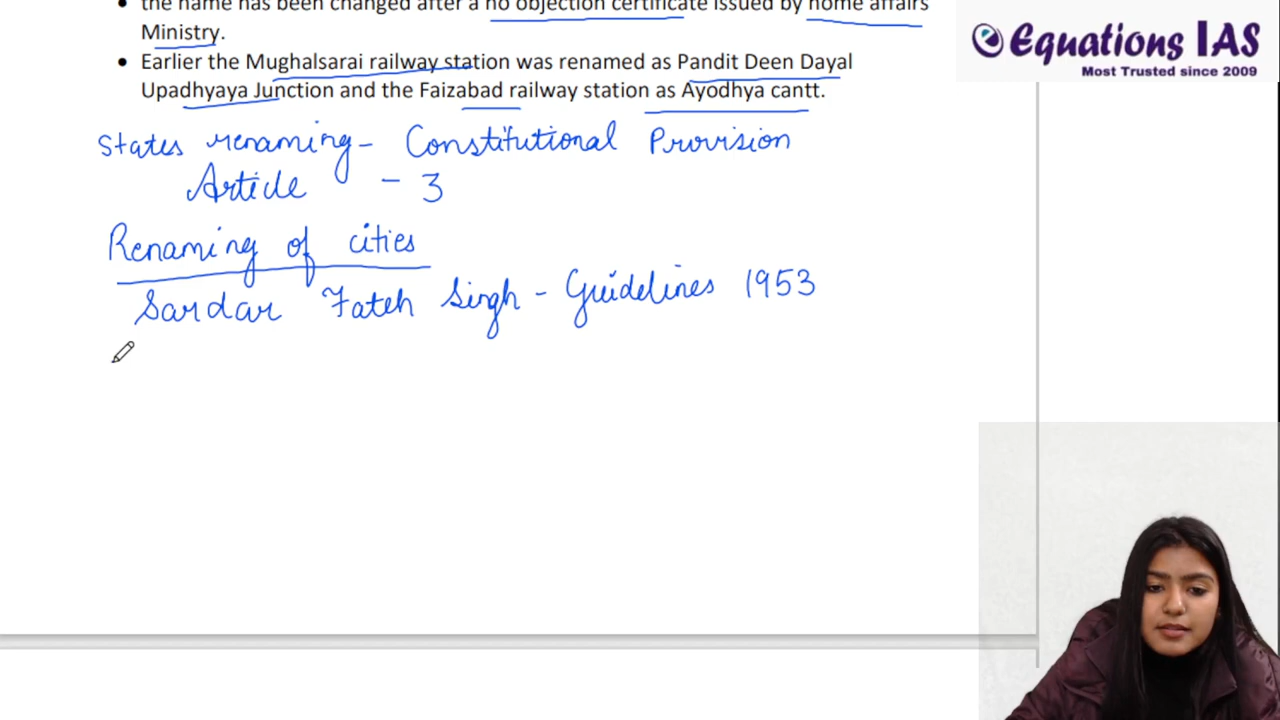 the name has been changed after a no objection certificate issued by home affairs
Ministry.
• Earlier the Mughalsarai railway station was renamed as Pandit Deen Dayal
Upadhyaya Junction and the Faizabad railway station as Ayodhya cantt.
States renaming - Constitutional Provision
Article - 3
Renaming of cities
Sardar Fateh Singh - Guidelines 1953
Equations IAS
Most Trusted since 2009